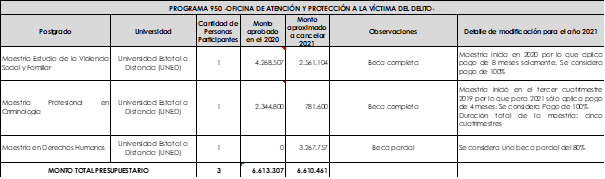 PROGRAMA 950 -OFICINA DE ATENCIÓN Y PROTECCIÓN A LA VÍCTIMA DEL DELITO-
Postgrado
Universidad
Cantidad de
Personas
Participantes
Monto
aprobado
en el 2020
Monto
aproximado
a cancelar
2021
Observaciones
Detalle de modificación para el año 2021
Maestría Estudio de la Violencia
Social y Familiar
Universidad Estatal a
Distancia (UNED)
1
4.268.507
2.561.104
Beca completa
Maestría inicia en 2020 por lo que aplica
pago de 8 meses solamente. Se considera
pago de 100%
Maestría Profesional en
Criminología
Universidad Estatal a
Distancia (UNED)
1
2.344.800
781.600
Beca completa
Maestría inició en el tercer cuatrimestre
2019 por lo que para 2021 sólo aplica pago
de 4 meses. Se considera Pago de 100%
Duración total de la maestría: cinco
cuatrimestres
Maestría en Derechos Humanos
Universidad Estatal a
Distancia (UNED)
1
0
3.267.757
Beca parcial
Se considera una beca parcial del 80%
MONTO TOTAL PRESUPUESTARIO
3
6.613.307
6.610.461